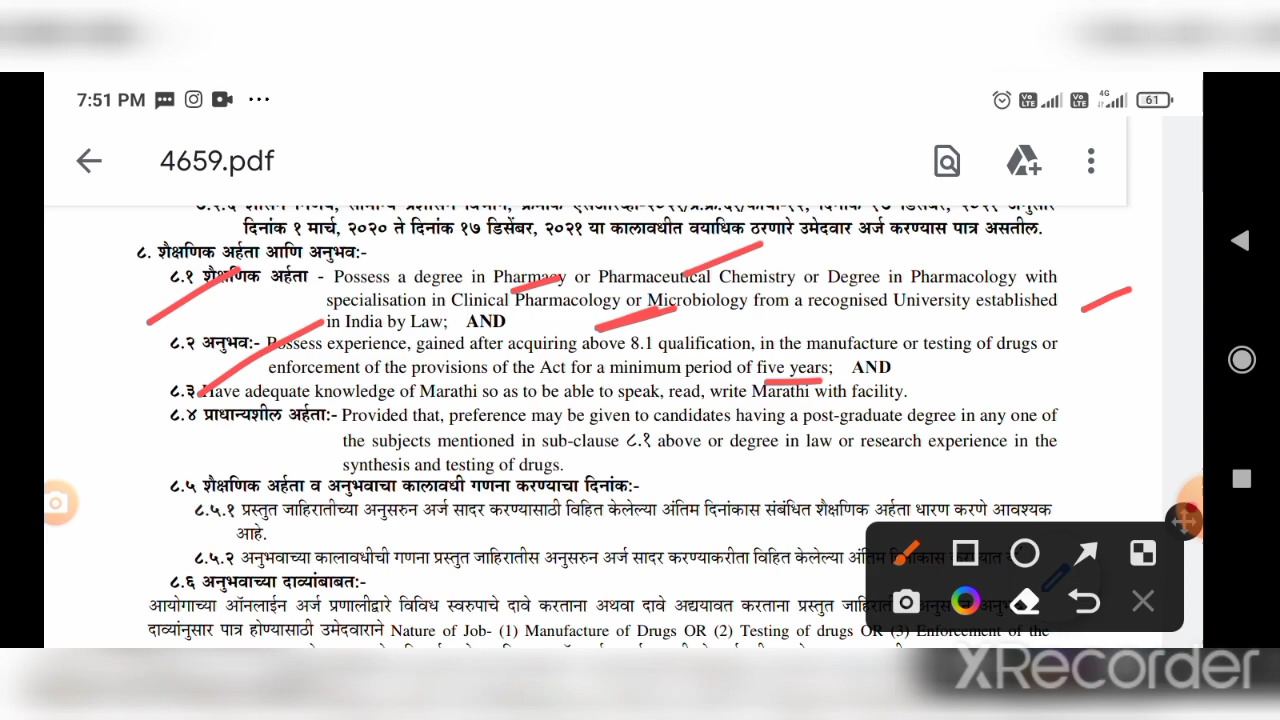 7:51 PM
Vo LTE Vo LTE 4G 61
4659.pdf
दिनांक १ मार्च, २०२० ते दिनांक १७ डिसेंबर, २०२१ या कालावधीत वयाधिक ठरणारे उमेदवार अर्ज करण्यास पात्र असतील.
८. शैक्षणिक अर्हता आणि अनुभव:-
८.१ शैक्षणिक अर्हता - Possess a degree in Pharmacy or Pharmaceutical Chemistry or Degree in Pharmacology with
specialisation in Clinical Pharmacology or Microbiology from a recognised University established
in India by Law; AND
८.२ अनुभव:- Possess experience, gained after acquiring above 8.1 qualification, in the manufacture or testing of drugs or
enforcement of the provisions of the Act for a minimum period of five years; AND
८.३ Have adequate knowledge of Marathi so as to be able to speak, read, write Marathi with facility.
८.४ प्राधान्यशील अर्हता:- Provided that, preference may be given to candidates having a post-graduate degree in any one of
the subjects mentioned in sub-clause ८.१ above or degree in law or research experience in the
synthesis and testing of drugs.
८.५ शैक्षणिक अर्हता व अनुभवाचा कालावधी गणना करण्याचा दिनांक:-
८.५.१ प्रस्तुत जाहिरातीच्या अनुसरुन अर्ज सादर करण्यासाठी विहित केलेल्या अंतिम दिनांकास संबंधित शैक्षणिक अर्हता धारण करणे आवश्यक
आहे.
८.५.२ अनुभवाच्या कालावधीची गणना प्रस्तुत जाहिरातीस अनुसरुन अर्ज सादर करण्याकरीता विहित केलेल्या अंतिम
८.६ अनुभवाच्या दाव्यांबाबत:-
आयोगाच्या ऑनलाईन अर्ज प्रणालीद्वारे विविध स्वरुपाचे दावे करताना अथवा दावे अद्ययावत करताना प्रस्तुत
दाव्यांनुसार पात्र होण्यासाठी उमेदवाराने Nature of Job- (1) Manufacture of Drugs OR (2) Testing of drugs OR (3) Enforcement of the
XRecorder